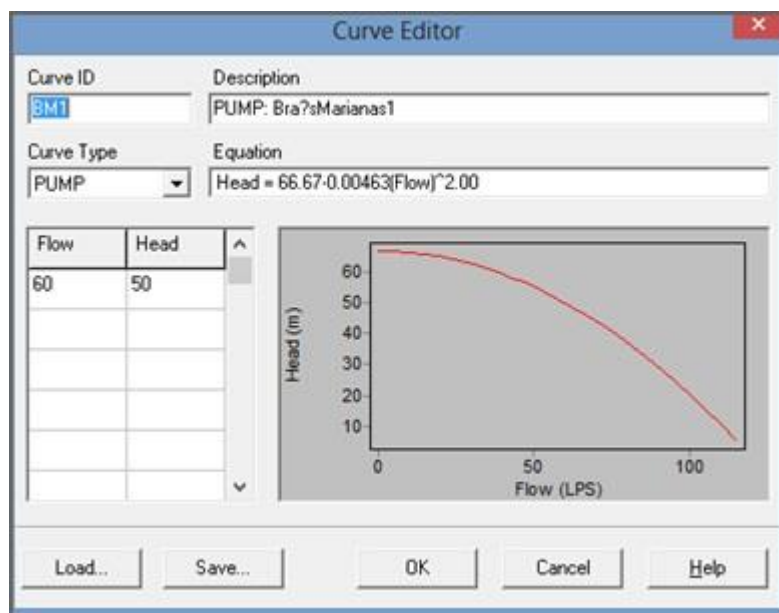 Curve Editor
Curve ID Description
BM1 PUMP: Bra?sMarianas1
Curve Type Equation
PUMP Head = 66.67-0.00463(Flow)^2.00
Flow Head
60 50
Head (m)
60
50
40
30
20
10
0 50 100
Flow (LPS)
Load... Save... OK Cancel Help